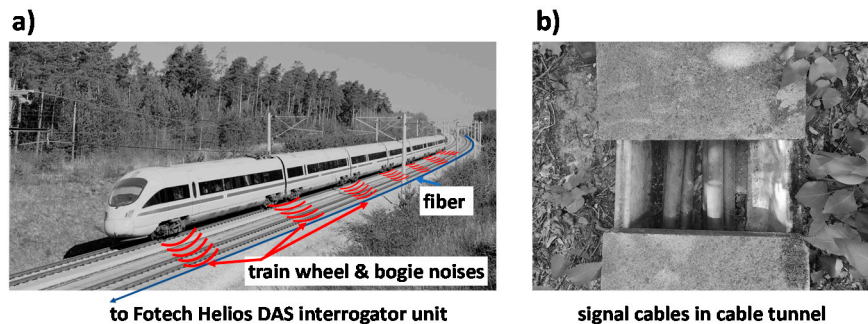 a)
b)
fiber
train wheel & bogie noises
to Fotech Helios DAS interrogator unit
signal cables in cable tunnel